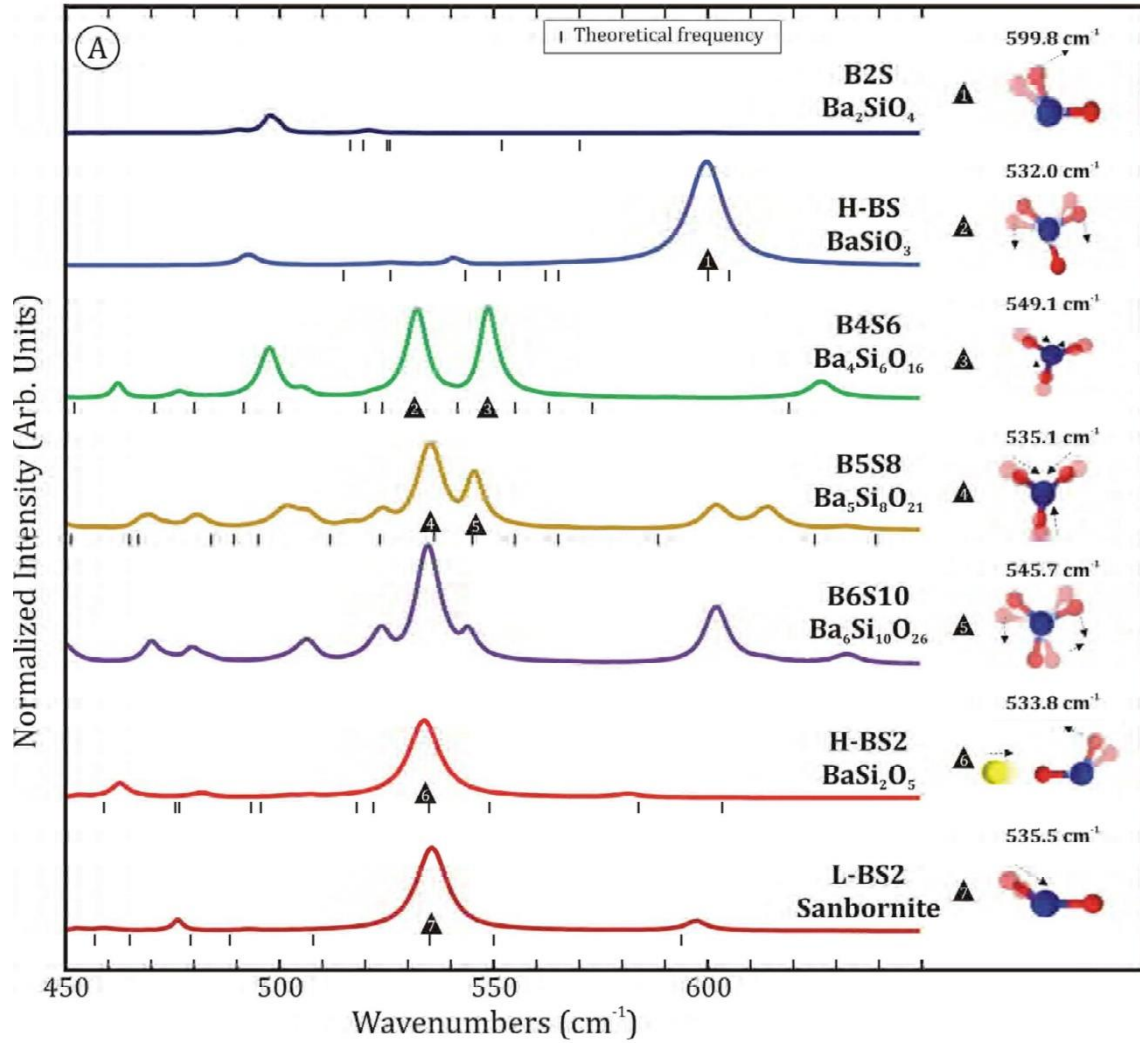 A
Theoretical frequency
B2S
Ba₂SiO₄
H-BS
BaSiO₃
B4S6
Ba₄Si₆O₁₆
B5S8
Ba₅Si₈O₂₁
B6S10
Ba₆Si₁₀O₂₆
H-BS2
BaSi₂O₅
L-BS2
Sanbornite
1
2
3
4
5
6
7
599.8 cm⁻¹
1
532.0 cm⁻¹
2
549.1 cm⁻¹
3
535.1 cm⁻¹
4
545.7 cm⁻¹
5
533.8 cm⁻¹
6
535.5 cm⁻¹
7
Normalized Intensity (Arb. Units)
450
500
550
600
Wavenumbers (cm⁻¹)